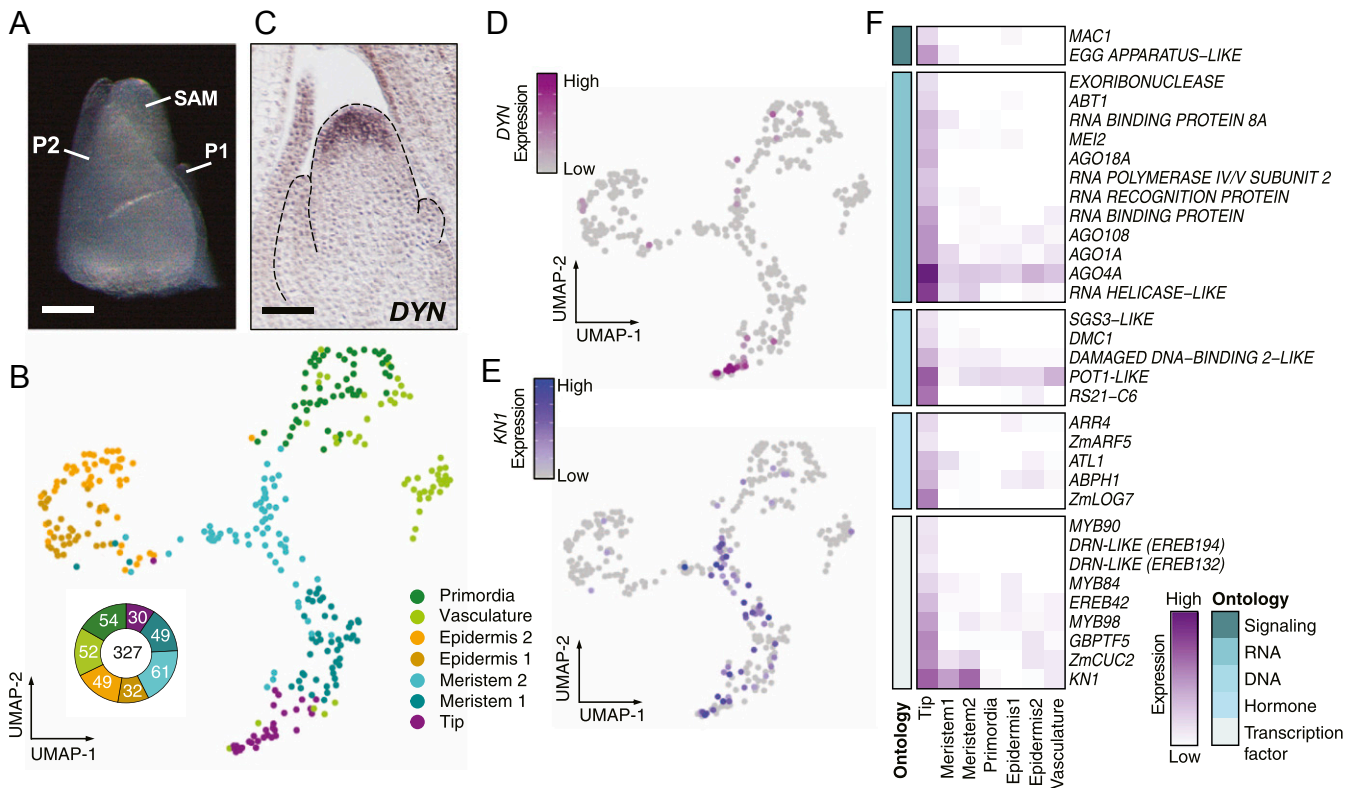 A
SAM
P2
P1
C
DYN
D
High
DYN
Expression
Low
UMAP-2
UMAP-1
E
High
KN1
Expression
Low
UMAP-2
UMAP-1
B
54
30
49
61
32
49
52
327
Primordia
Vasculature
Epidermis 2
Epidermis 1
Meristem 2
Meristem 1
Tip
UMAP-2
UMAP-1
F
MAC1
EGG APPARATUS−LIKE
EXORIBONUCLEASE
ABT1
RNA BINDING PROTEIN 8A
MEI2
AGO18A
RNA POLYMERASE IV/V SUBUNIT 2
RNA RECOGNITION PROTEIN
RNA BINDING PROTEIN
AGO108
AGO1A
AGO4A
RNA HELICASE−LIKE
SGS3−LIKE
DMC1
DAMAGED DNA−BINDING 2−LIKE
POT1-LIKE
RS21−C6
ARR4
ZmARF5
ATL1
ABPH1
ZmLOG7
MYB90
DRN-LIKE (EREB194)
DRN-LIKE (EREB132)
MYB84
EREB42
MYB98
GBPTF5
ZmCUC2
KN1
Ontology
Tip
Meristem1
Meristem2
Primordia
Epidermis1
Epidermis2
Vasculature
High
Expression
Low
Ontology
Signaling
RNA
DNA
Hormone
Transcription
factor